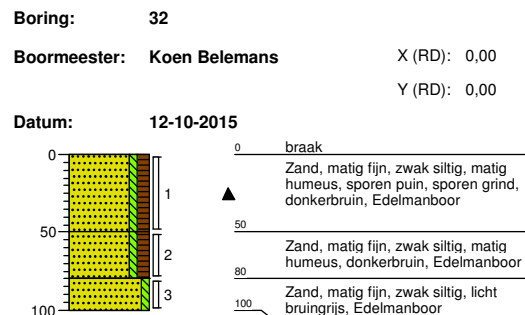 Boring: 32
Boormeester: Koen Belemans X (RD): 0,00
Y (RD): 0,00
Datum: 12-10-2015
0 0 braak
Zand, matig fijn, zwak siltig, matig
1 humeus, sporen puin, sporen grind,
donkerbruin, Edelmanboor
50 50
2 Zand, matig fijn, zwak siltig, matig
humeus, donkerbruin, Edelmanboor
80
3 Zand, matig fijn, zwak siltig, licht
100 100 bruingrijs, Edelmanboor